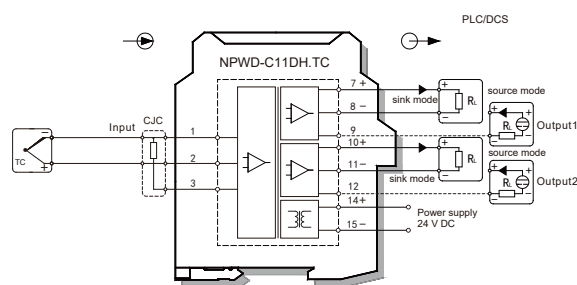 PLC/DCS
NPWD-C11DH.TC
7 +
sink mode
8 −
+
RL
−
source mode
9
+
RL
−
Output1
CJC
Input
1
2
3
TC
−
+
10+
11−
sink mode
+
RL
−
source mode
12
+
RL
−
Output2
14+
15−
Power supply
24 V DC